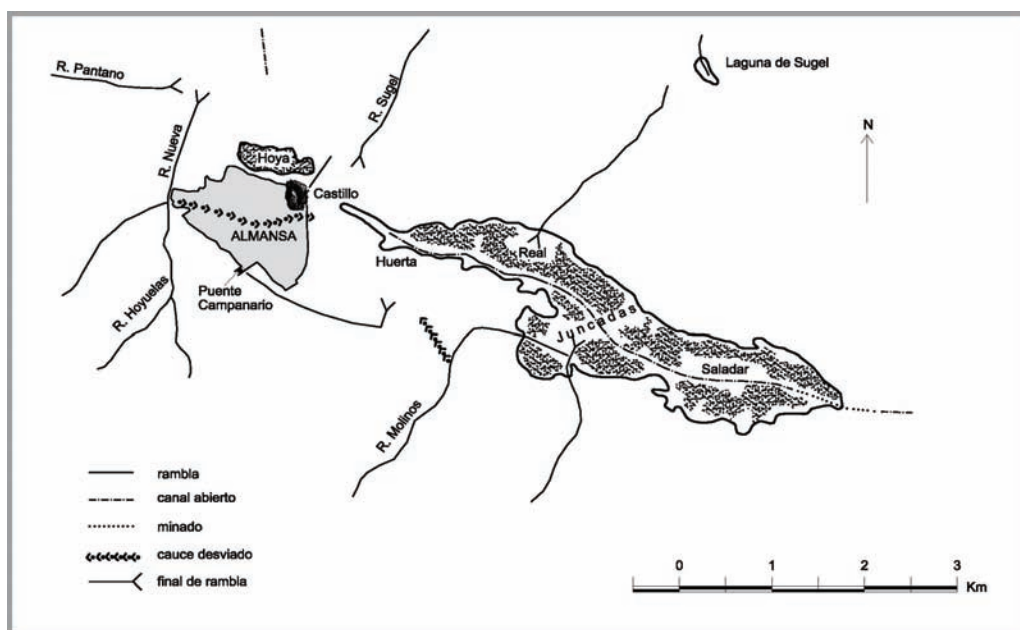 R. Pantano
R. Nueva
R. Sugel
Laguna de Sugel
N
Hoya
Castillo
ALMANSA
Huerta
Real
Puente
Campanario
R. Hoyuelas
Juncadas
Saladar
R. Molinos
rambla
canal abierto
minado
cauce desviado
final de rambla
0 1 2 3
Km